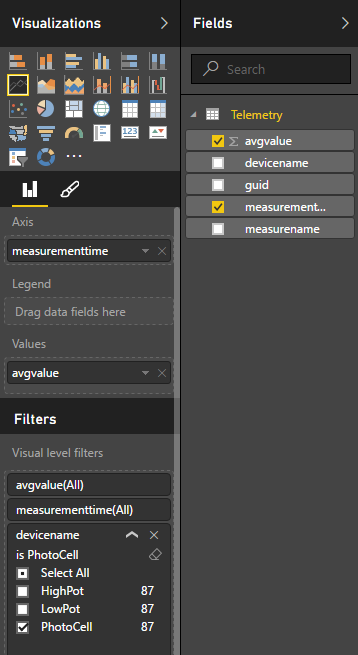 Visualizations
123
Axis
measurementtime
Legend
Drag data fields here
Values
avgvalue
Filters
Visual level filters
avgvalue(All)
measurementtime(All)
devicename
is PhotoCell
Select All
HighPot 87
LowPot 87
PhotoCell 87
Fields
Search
Telemetry
Σ avgvalue
devicename
guid
measurement...
measurename